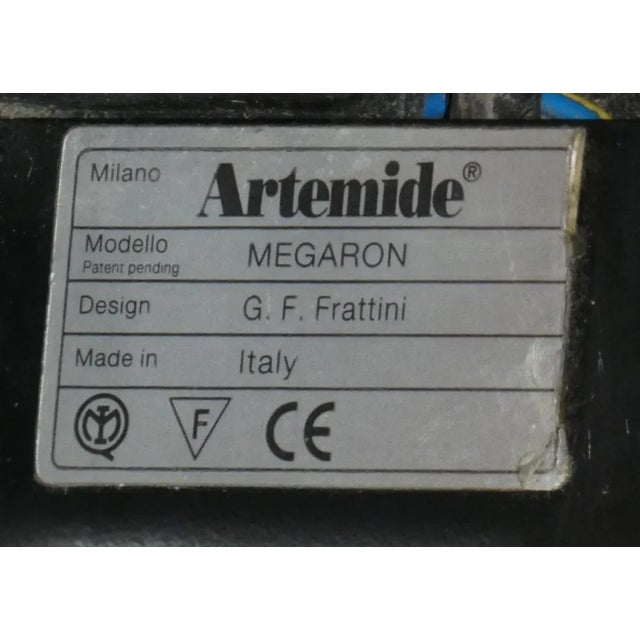 Milano Artemide®
Modello MEGARON
Patent pending
Design G. F. Frattini
Made in Italy
F CE